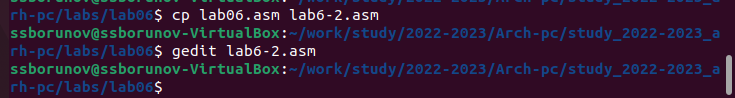 rh-pc/labs/lab06$ cp lab06.asm lab6-2.asm
ssborunov@ssborunov-VirtualBox:~/work/study/2022-2023/Arch-pc/study_2022-2023_a
rh-pc/labs/lab06$ gedit lab6-2.asm
ssborunov@ssborunov-VirtualBox:~/work/study/2022-2023/Arch-pc/study_2022-2023_a
rh-pc/labs/lab06$